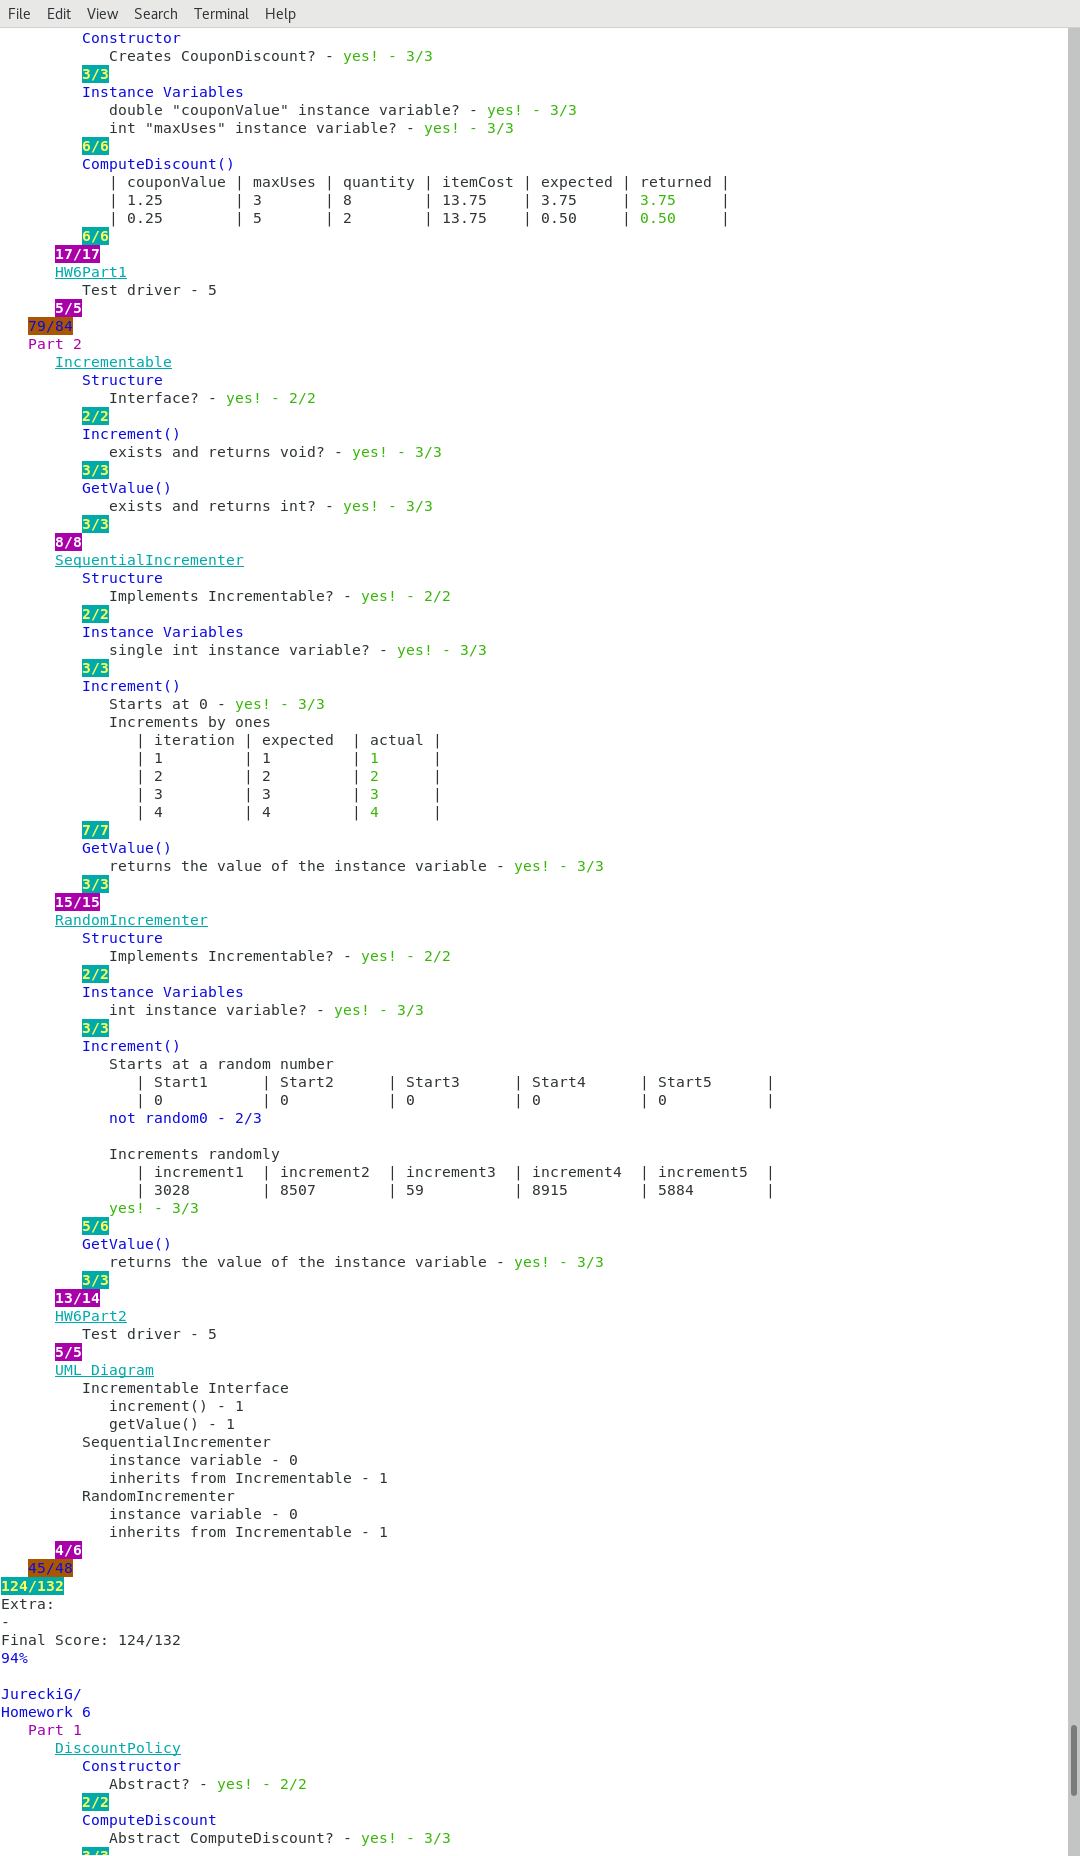 File Edit View Search Terminal Help
Constructor
Creates CouponDiscount? - yes! - 3/3
3/3
Instance Variables
double "couponValue" instance variable? - yes! - 3/3
int "maxUses" instance variable? - yes! - 3/3
6/6
ComputeDiscount()
| couponValue | maxUses | quantity | itemCost | expected | returned |
| 1.25 | 3 | 8 | 13.75 | 3.75 | 3.75 |
| 0.25 | 5 | 2 | 13.75 | 0.50 | 0.50 |
6/6
17/17
HW6Part1
Test driver - 5
5/5
79/84
Part 2
Incrementable
Structure
Interface? - yes! - 2/2
2/2
Increment()
exists and returns void? - yes! - 3/3
3/3
GetValue()
exists and returns int? - yes! - 3/3
3/3
8/8
SequentialIncrementer
Structure
Implements Incrementable? - yes! - 2/2
2/2
Instance Variables
single int instance variable? - yes! - 3/3
3/3
Increment()
Starts at 0 - yes! - 3/3
Increments by ones
| iteration | expected | actual |
| 1 | 1 | 1 |
| 2 | 2 | 2 |
| 3 | 3 | 3 |
| 4 | 4 | 4 |
7/7
GetValue()
returns the value of the instance variable - yes! - 3/3
3/3
15/15
RandomIncrementer
Structure
Implements Incrementable? - yes! - 2/2
2/2
Instance Variables
int instance variable? - yes! - 3/3
3/3
Increment()
Starts at a random number
| Start1 | Start2 | Start3 | Start4 | Start5 |
| 0 | 0 | 0 | 0 | 0 |
not random0 - 2/3
Increments randomly
| increment1 | increment2 | increment3 | increment4 | increment5 |
| 3028 | 8507 | 59 | 8915 | 5884 |
yes! - 3/3
5/6
GetValue()
returns the value of the instance variable - yes! - 3/3
3/3
13/14
HW6Part2
Test driver - 5
5/5
UML Diagram
Incrementable Interface
increment() - 1
getValue() - 1
SequentialIncrementer
instance variable - 0
inherits from Incrementable - 1
RandomIncrementer
instance variable - 0
inherits from Incrementable - 1
4/6
45/48
124/132
Extra:
-
Final Score: 124/132
94%
JureckiG/
Homework 6
Part 1
DiscountPolicy
Constructor
Abstract? - yes! - 2/2
2/2
ComputeDiscount
Abstract ComputeDiscount? - yes! - 3/3
3/3